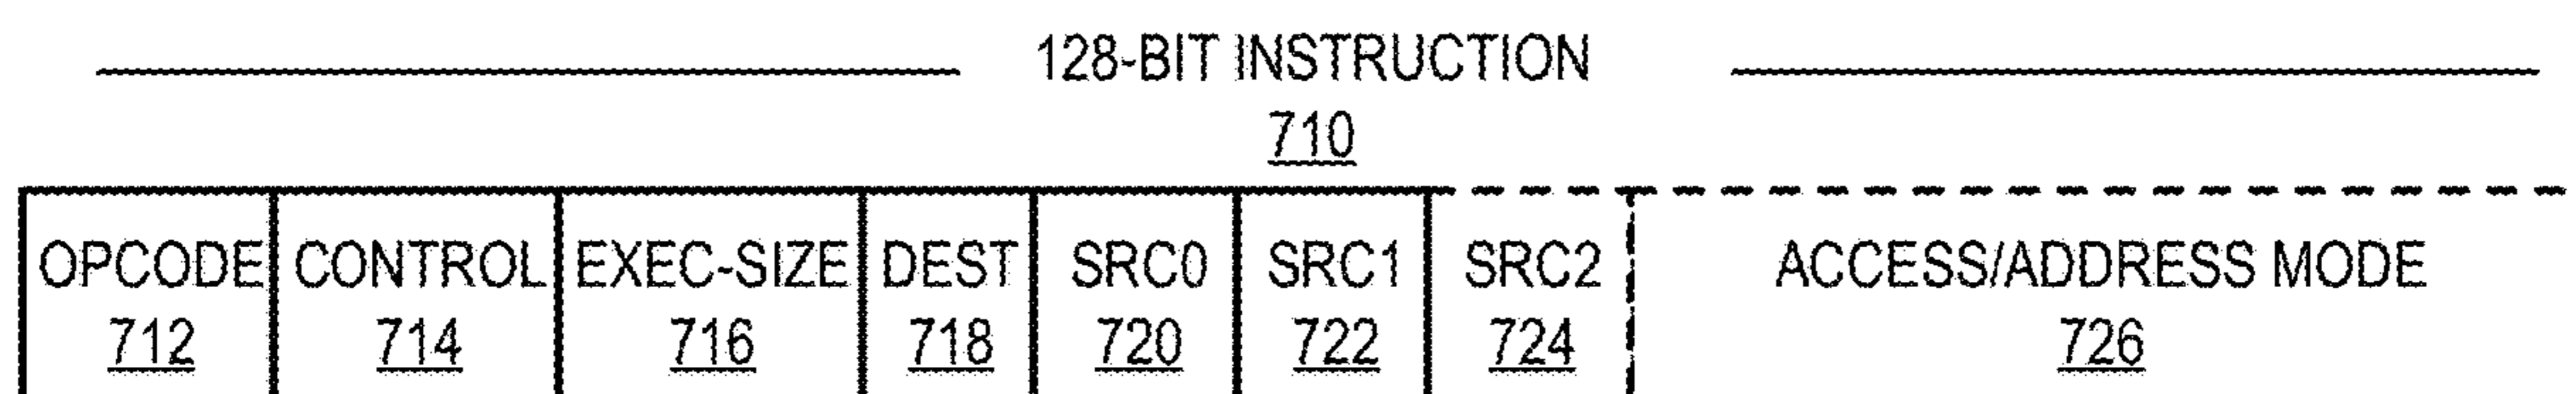 128-BIT INSTRUCTION
710
OPCODE CONTROL EXEC-SIZE DEST SRC0 SRC1 SRC2 ACCESS/ADDRESS MODE
712 714 716 718 720 722 724 726